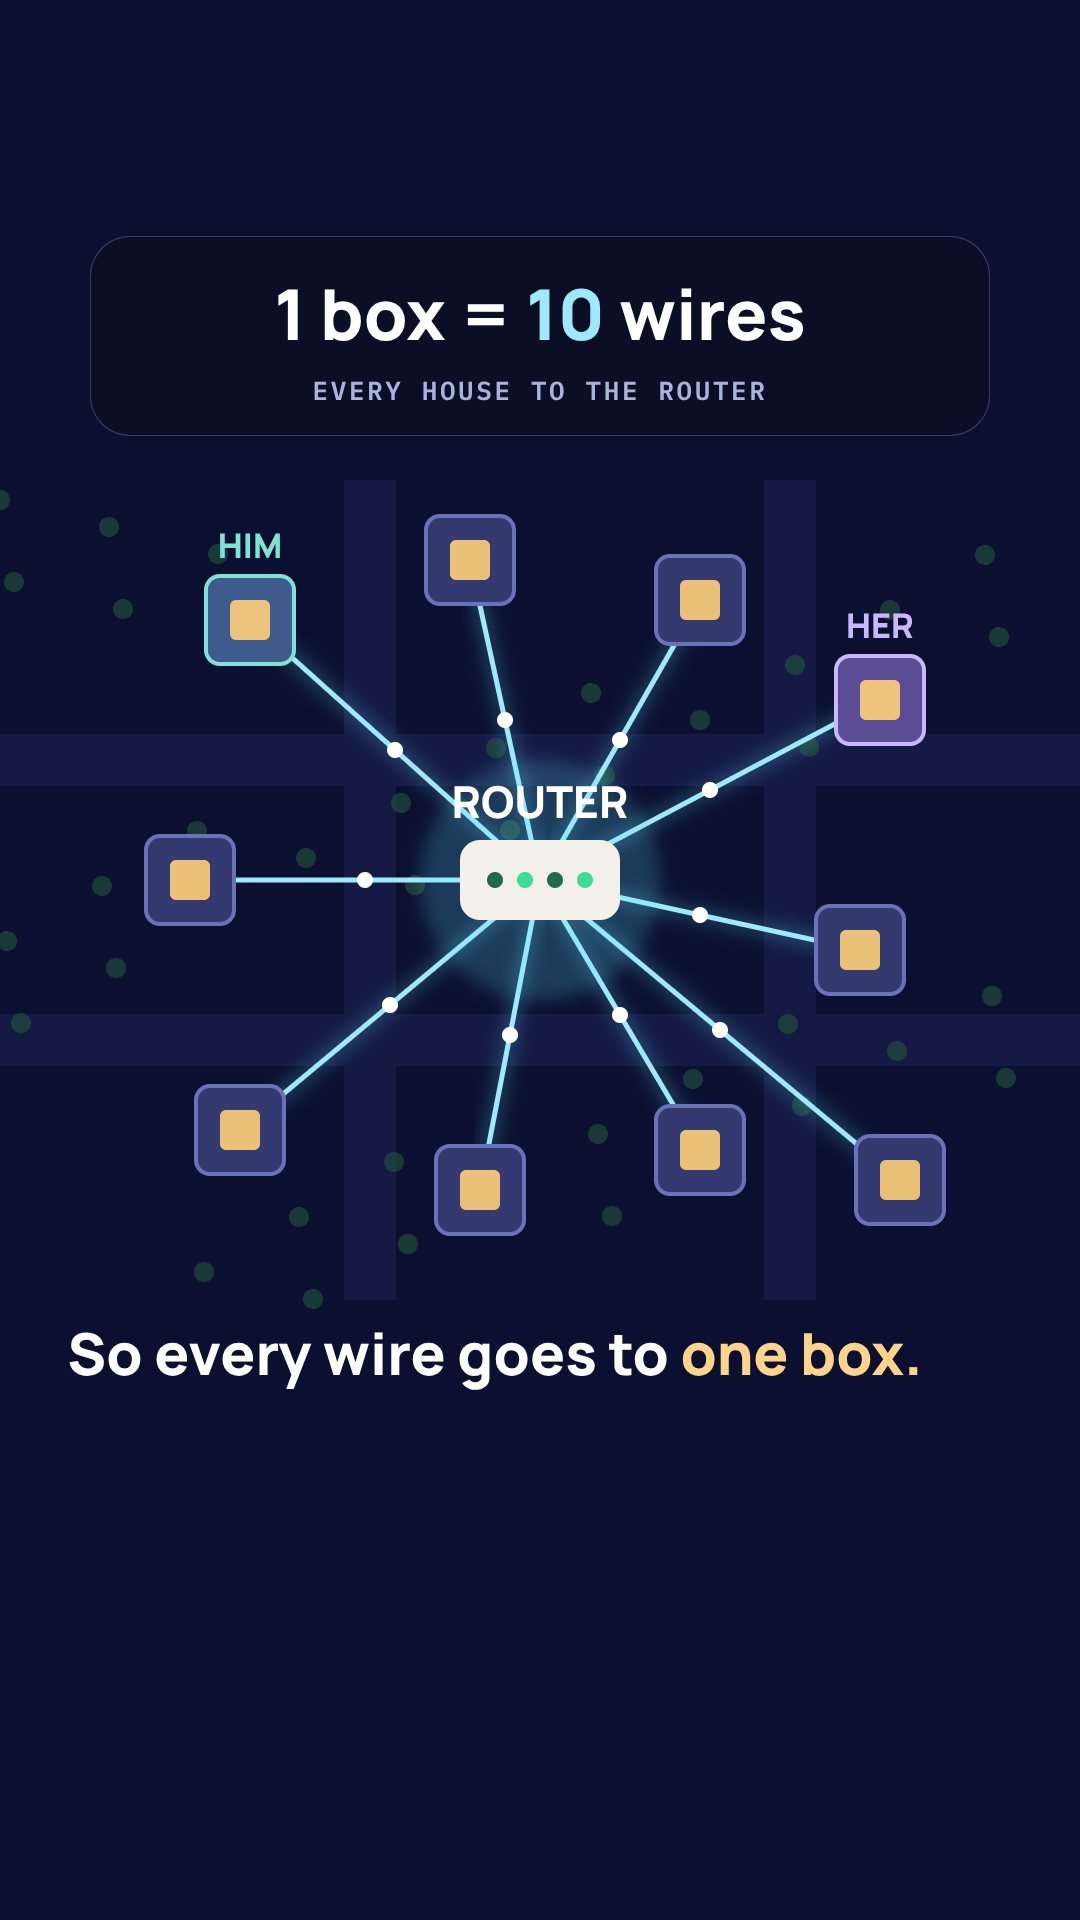 1 box = 10 wires
EVERY HOUSE TO THE ROUTER
HIM
HER
ROUTER
So every wire goes to one box.